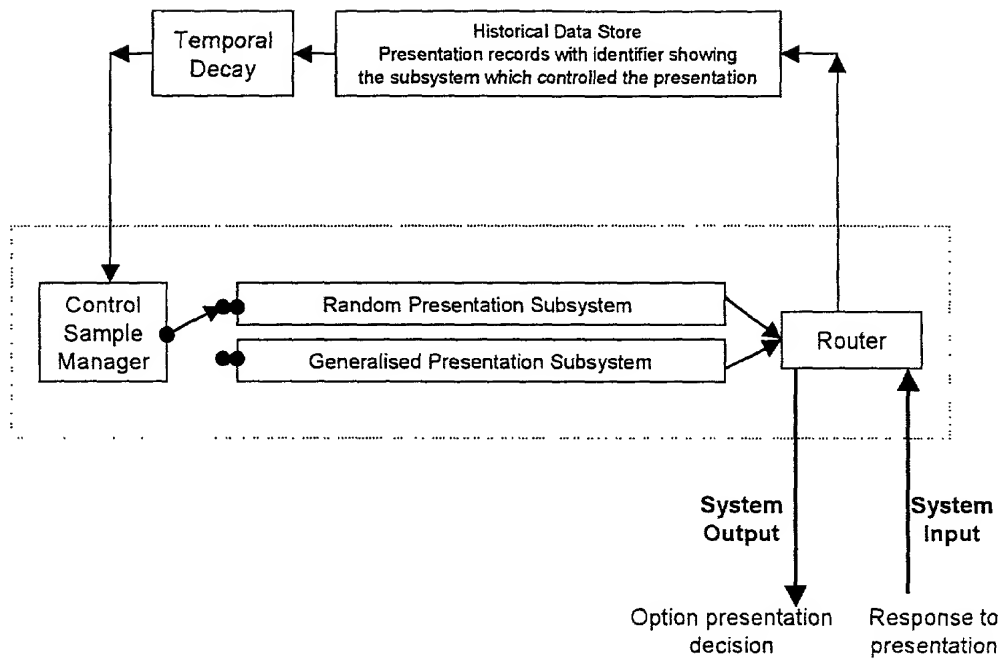 Temporal
Decay
Historical Data Store
Presentation records with identifier showing
the subsystem which controlled the presentation
Control
Sample
Manager
Random Presentation Subsystem
Generalised Presentation Subsystem
Router
System
Output
System
Input
Option presentation
decision
Response to
presentation